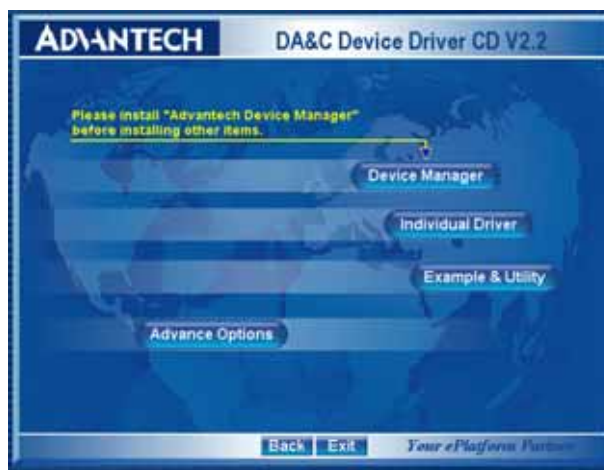 ADVANTECH
DA&C Device Driver CD V2.2
Please install "Advantech Device Manager"
before installing other items.
Device Manager
Individual Driver
Example & Utility
Advance Options
Back Exit Your ePlatform Partner